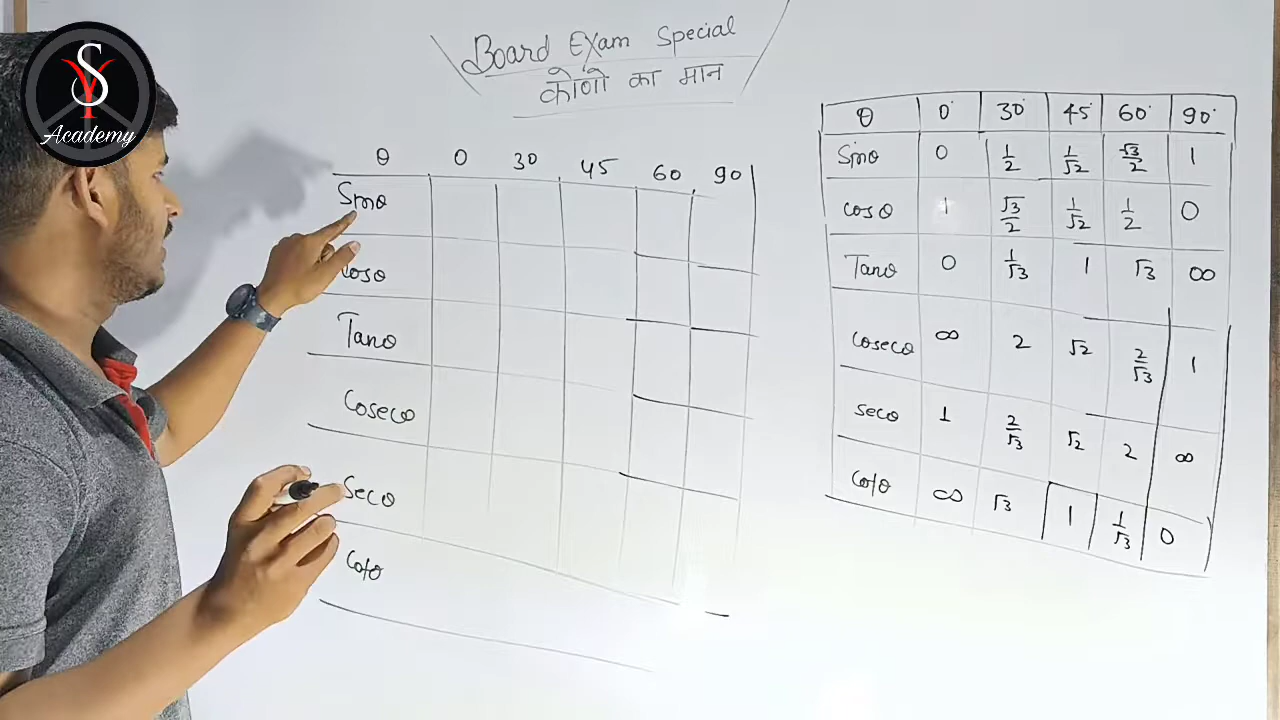 SY
Academy
Board Exam Special
कोणो का मान
θ 0 30 45 60 90
Sinθ
Cosθ
Tanθ
Cosecθ
Secθ
Cotθ
θ 0° 30° 45° 60° 90°
Sinθ 0 1/2 1/√2 √3/2 1
cosθ 1 √3/2 1/√2 1/2 0
Tanθ 0 1/√3 1 √3 ∞
cosecθ ∞ 2 √2 2/√3 1
secθ 1 2/√3 √2 2 ∞
cotθ ∞ √3 1 1/√3 0